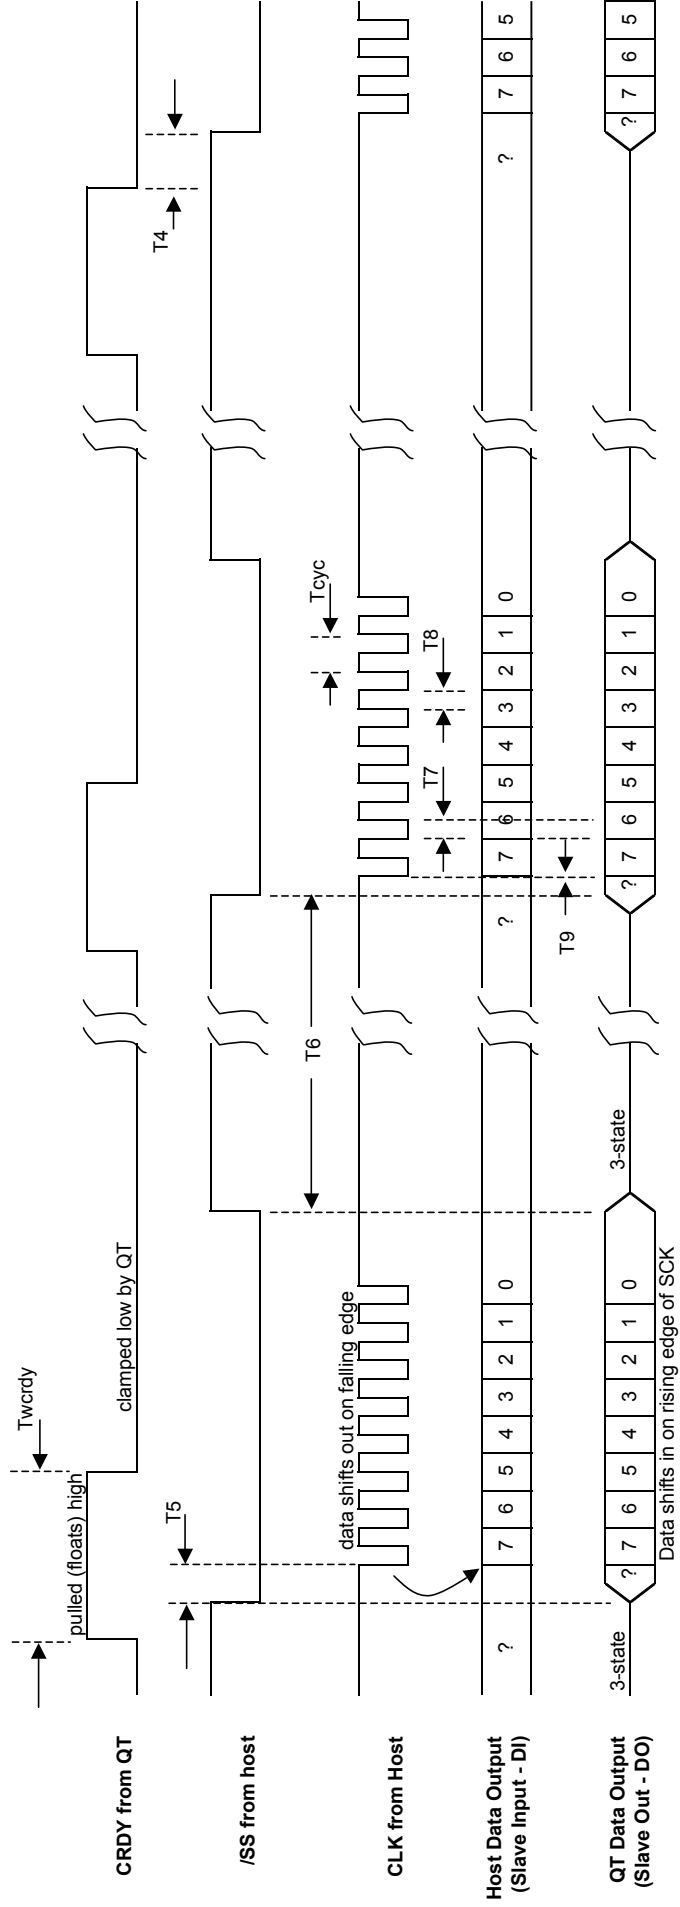 Twcrdy
pulled (floats) high
CRDY from QT
clamped low by QT
T4
T5
/SS from host
T6
Tcyc
data shifts out on falling edge
CLK from Host
T7
T8
Host Data Output
(Slave Input - DI)
? 7 6 5 4 3 2 1 0 ? 7 6 5 4 3 2 1 0 ? 7 6 5
T9
QT Data Output
(Slave Out - DO)
3-state ? 7 6 5 4 3 2 1 0 3-state ? 7 6 5 4 3 2 1 0 ? 7 6 5
Data shifts in on rising edge of SCK